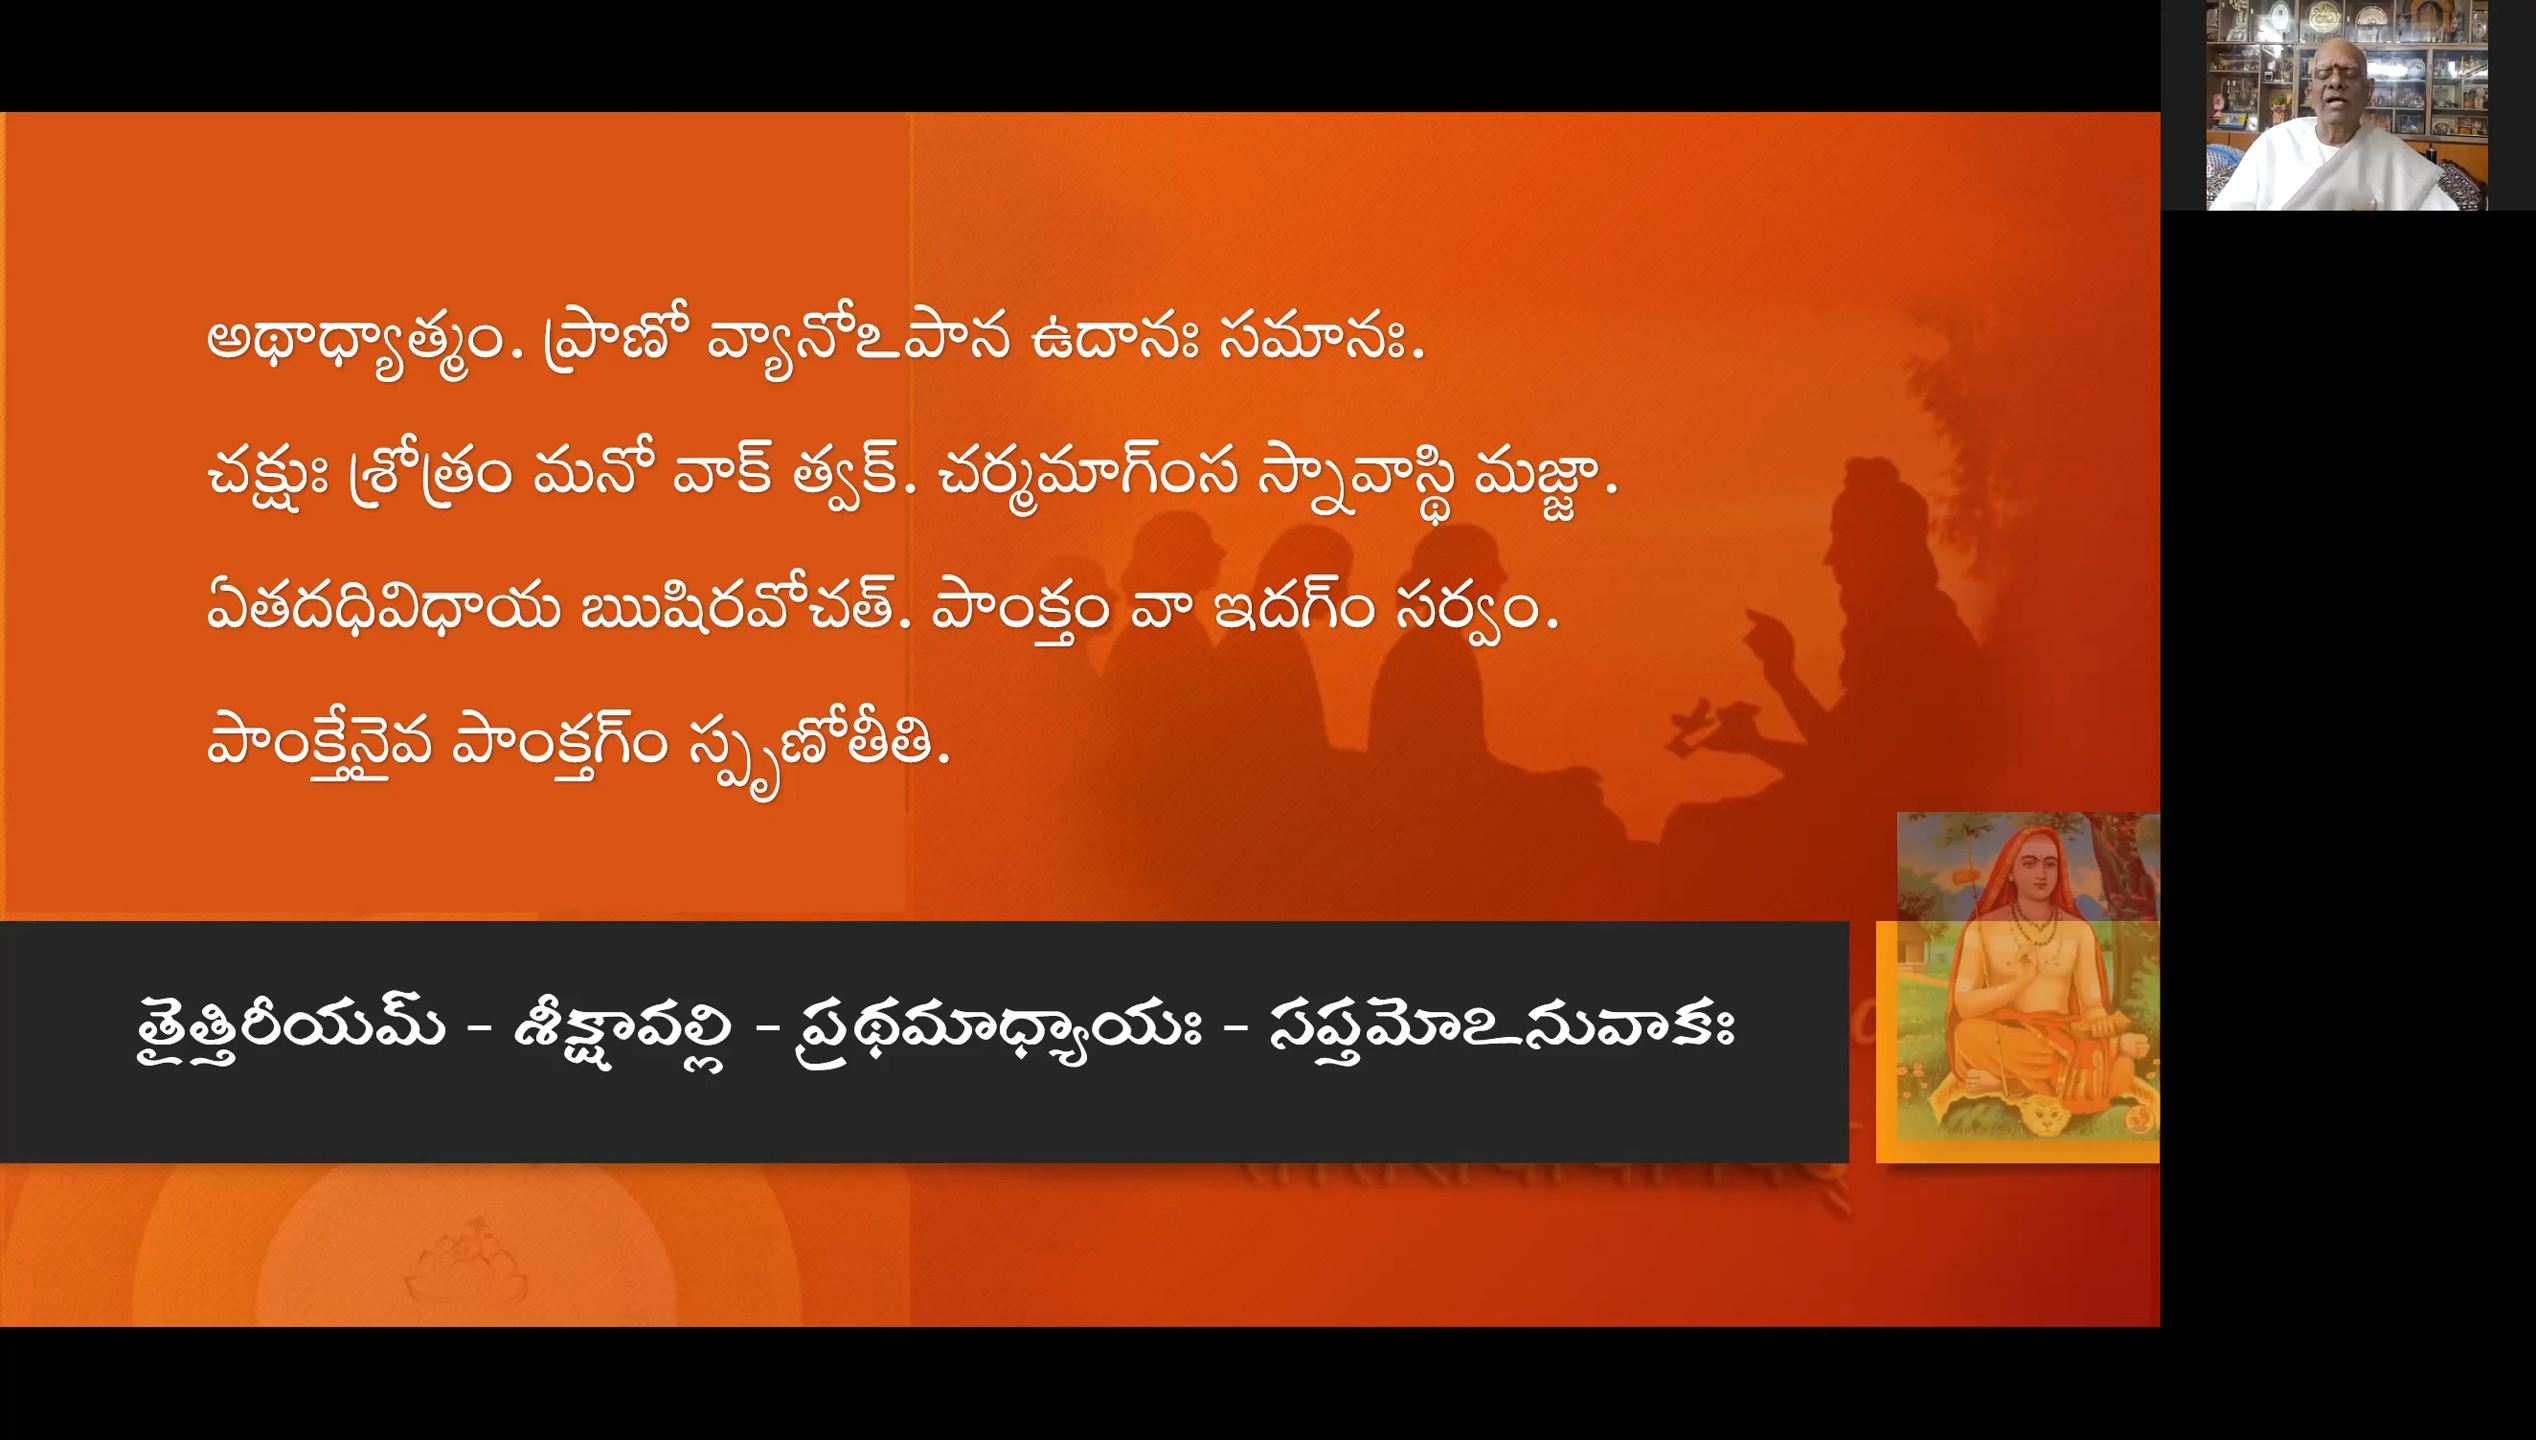 అథాధ్యాత్మం. ప్రాణో వ్యానోఽపాన ఉదానః సమానః.
చక్షుః శ్రోత్రం మనో వాక్ త్వక్. చర్మమాగ్ంస స్నావాస్థి మజ్జా.
ఏతదధివిధాయ ఋషిరవోచత్. పాంక్తం వా ఇదగ్ం సర్వం.
పాంక్తేనైవ పాంక్తగ్ం స్పృణోతీతి.
తైత్తిరీయమ్ - శీక్షావల్లి - ప్రథమాధ్యాయః - సప్తమోఽనువాకః